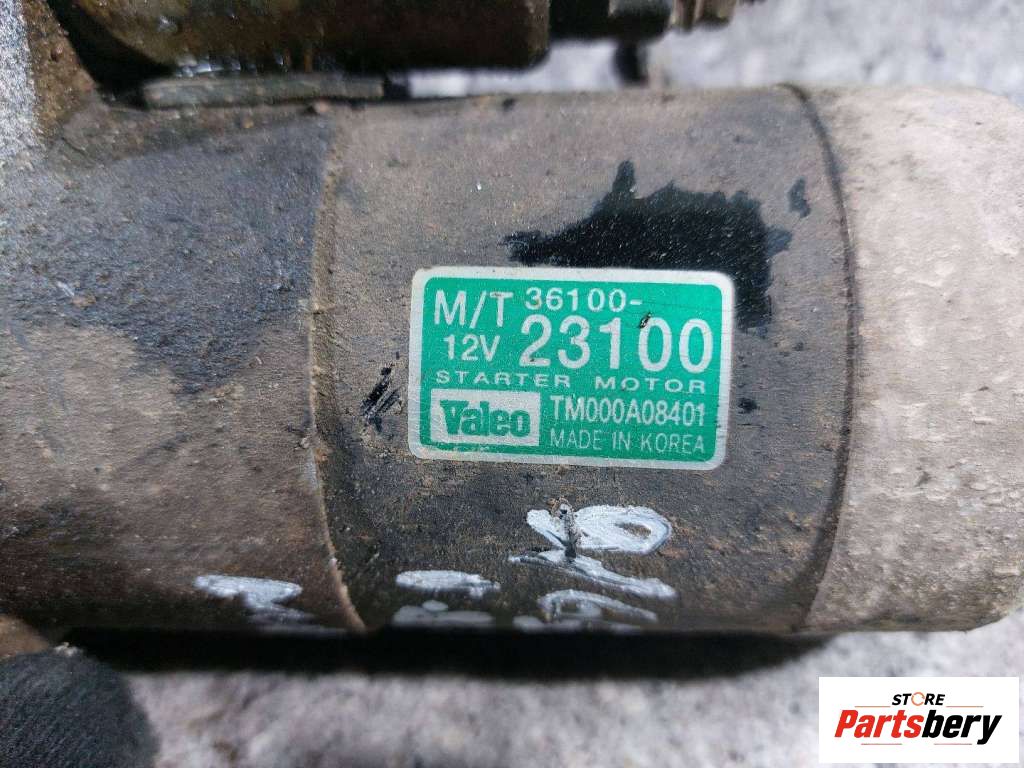 M/T 36100-
12V 23100
STARTER MOTOR
Valeo TM000A08401
MADE IN KOREA
STORE
Partsbery